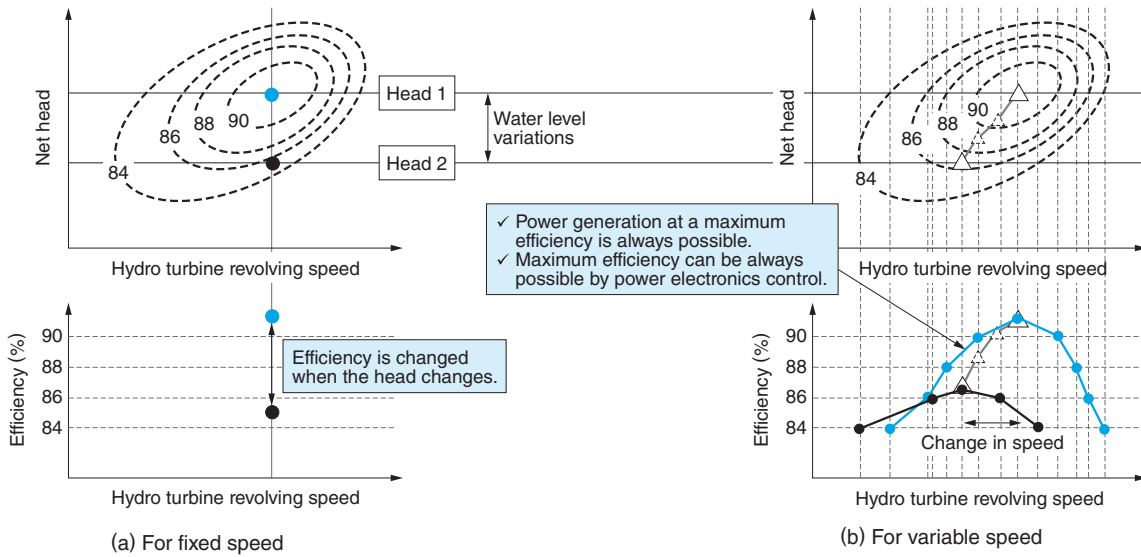 Net head
84
86
88
90
Head 1
Water level
variations
Head 2
Hydro turbine revolving speed
84
86
88
90
Hydro turbine revolving speed
✓ Power generation at a maximum
efficiency is always possible.
✓ Maximum efficiency can be always
possible by power electronics control.
Efficiency (%)
90
88
86
84
Efficiency is changed
when the head changes.
Hydro turbine revolving speed
(a) For fixed speed
Net head
Efficiency (%)
90
88
86
84
Change in speed
Hydro turbine revolving speed
(b) For variable speed